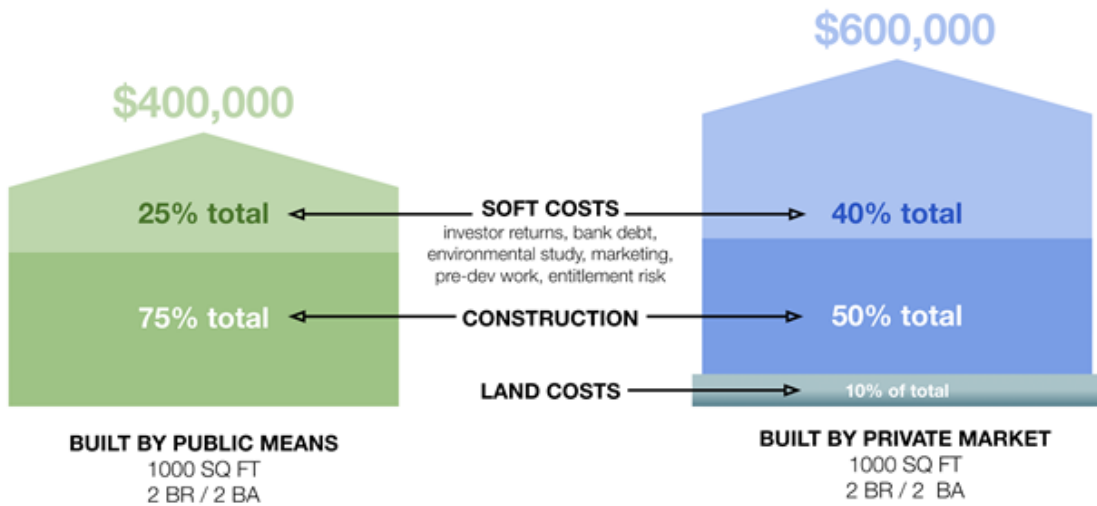 $600,000
$400,000
25% total
SOFT COSTS
investor returns, bank debt,
environmental study, marketing,
pre-dev work, entitlement risk
40% total
75% total
CONSTRUCTION
50% total
LAND COSTS
10% of total
BUILT BY PUBLIC MEANS
1000 SQ FT
2 BR / 2 BA
BUILT BY PRIVATE MARKET
1000 SQ FT
2 BR / 2 BA